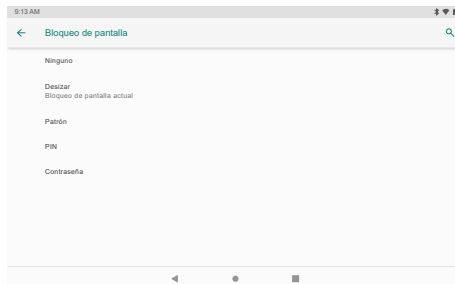 9:13 AM
Bloqueo de pantalla
Ninguno
Desizar
Bloqueo de pantalla actual
Patrón
PIN
Contraseña